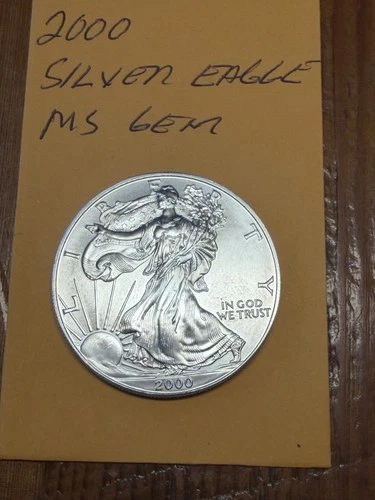 2000
SILVER EAGLE
MS GEM
LIBERTY
IN GOD
WE TRUST
2000